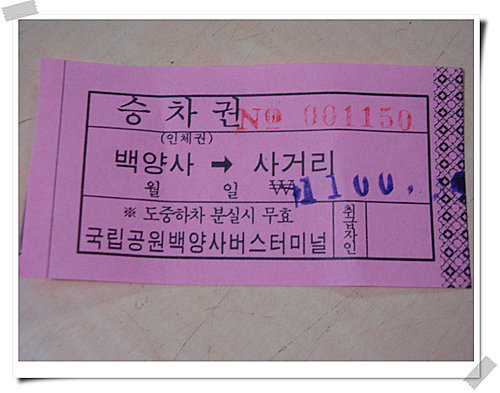 승차권 No 001150
(인체권)
백양사 → 사거리
월 일 ₩1100.
※ 도중하차 분실시 무효
국립공원백양사버스터미널
취급자인